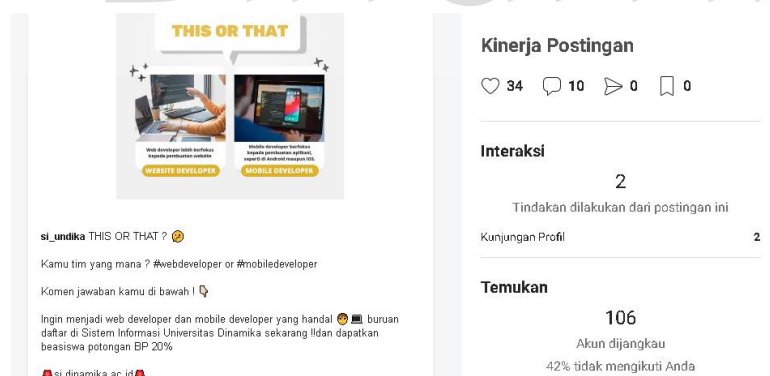 THIS OR THAT
Web developer lebih berfokus
kepada pembuatan website
WEBSITE DEVELOPER
Mobile developer berfokus
kepada pembuatan aplikasi,
seperti di Android maupun iOS.
MOBILE DEVELOPER
si_undika THIS OR THAT ? 🤔
Kamu tim yang mana ? #webdeveloper or #mobiledeveloper
Komen jawaban kamu di bawah ! 👇🏻
Ingin menjadi web developer dan mobile developer yang handal 🧑💻 buruan
daftar di Sistem Informasi Universitas Dinamika sekarang !!dan dapatkan
beasiswa potongan BP 20%
si.dinamika.ac.id
Kinerja Postingan
34 10 0 0
Interaksi
2
Tindakan dilakukan dari postingan ini
Kunjungan Profil 2
Temukan
106
Akun dijangkau
42% tidak mengikuti Anda